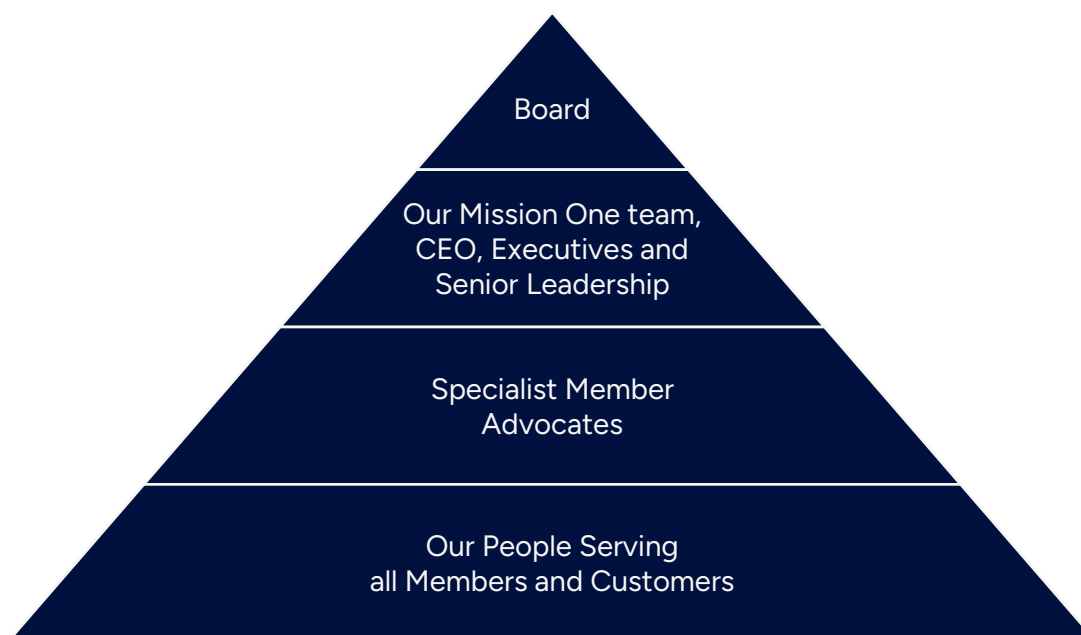 Board
Our Mission One team,
CEO, Executives and
Senior Leadership
Specialist Member
Advocates
Our People Serving
all Members and Customers